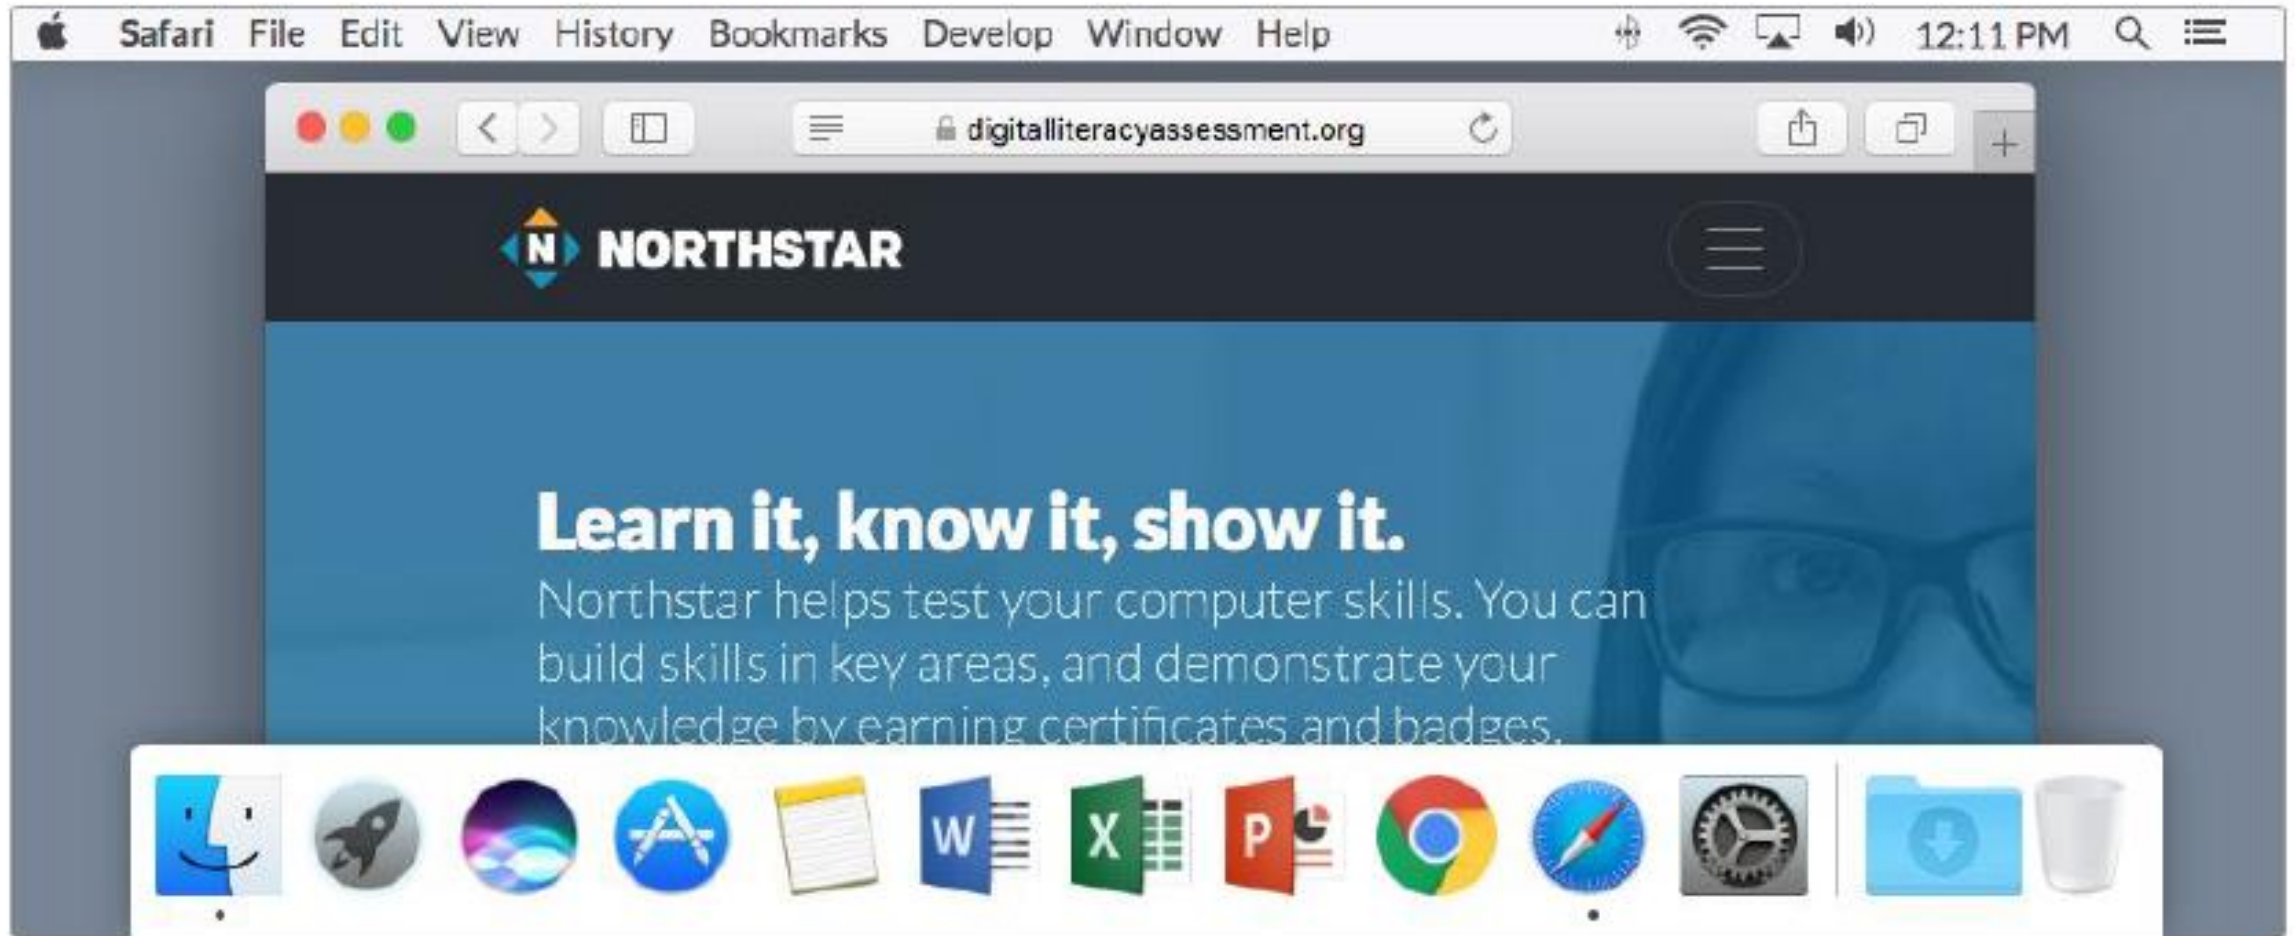 Safari File Edit View History Bookmarks Develop Window Help 12:11 PM
digitalliteracyassessment.org
N NORTHSTAR
Learn it, know it, show it.
Northstar helps test your computer skills. You can
build skills in key areas, and demonstrate your
knowledge by earning certificates and badges.
W X P